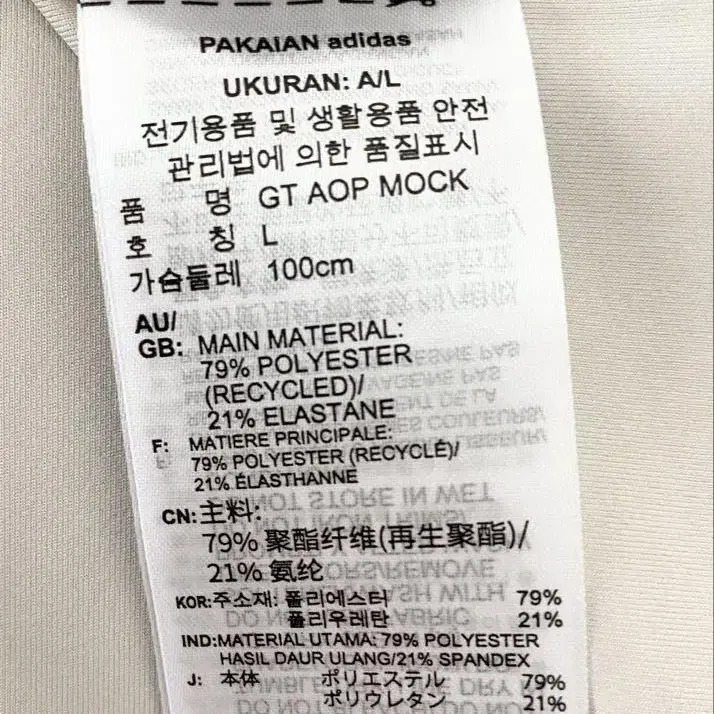 PAKAIAN adidas
UKURAN: A/L
전기용품 및 생활용품 안전
관리법에 의한 품질표시
품 명 GT AOP MOCK
호 칭 L
가슴둘레 100cm
AU/
GB: MAIN MATERIAL:
79% POLYESTER
(RECYCLED)/
21% ELASTANE
F: MATIERE PRINCIPALE:
79% POLYESTER (RECYCLÉ)/
21% ÉLASTHANNE
CN: 主料:
79% 聚酯纤维(再生聚酯)/
21% 氨纶
KOR: 주소재: 폴리에스터 79%
폴리우레탄 21%
IND: MATERIAL UTAMA: 79% POLYESTER
HASIL DAUR ULANG/21% SPANDEX
J: 本体 ポリエステル 79%
ポリウレタン 21%